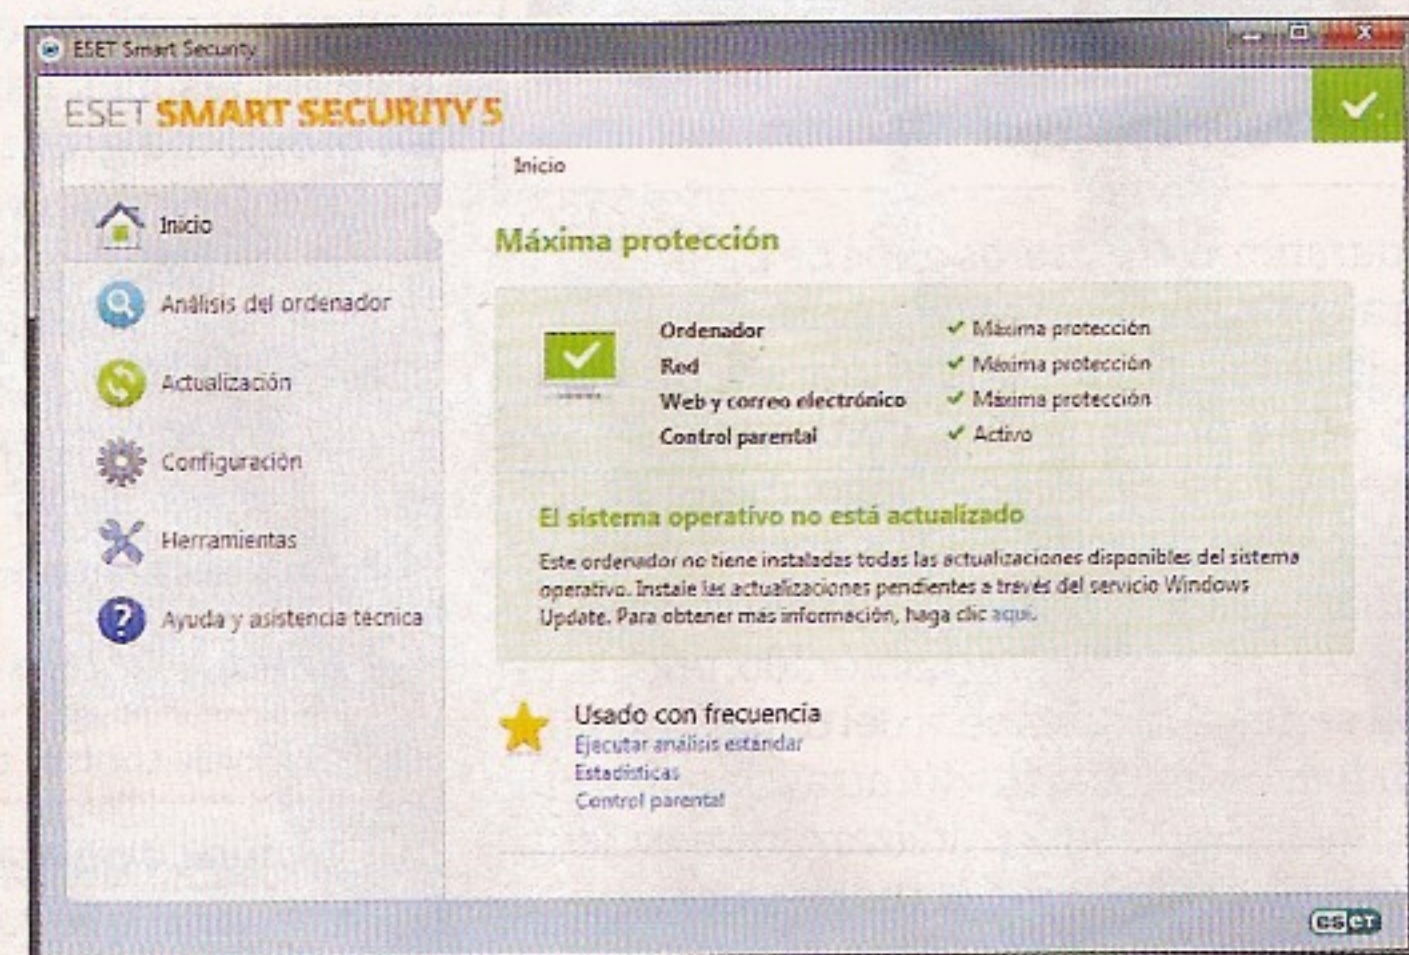 ESET Smart Security
ESET SMART SECURITY 5
Inicio
Inicio
Análisis del ordenador
Actualización
Configuración
Herramientas
Ayuda y asistencia técnica
Máxima protección
Ordenador ✔ Máxima protección
Red ✔ Máxima protección
Web y correo electrónico ✔ Máxima protección
Control parental ✔ Activo
El sistema operativo no está actualizado
Este ordenador no tiene instaladas todas las actualizaciones disponibles del sistema
operativo. Instale las actualizaciones pendientes a través del servicio Windows
Update. Para obtener más información, haga clic aquí.
Usado con frecuencia
Ejecutar análisis estándar
Estadísticas
Control parental
eset